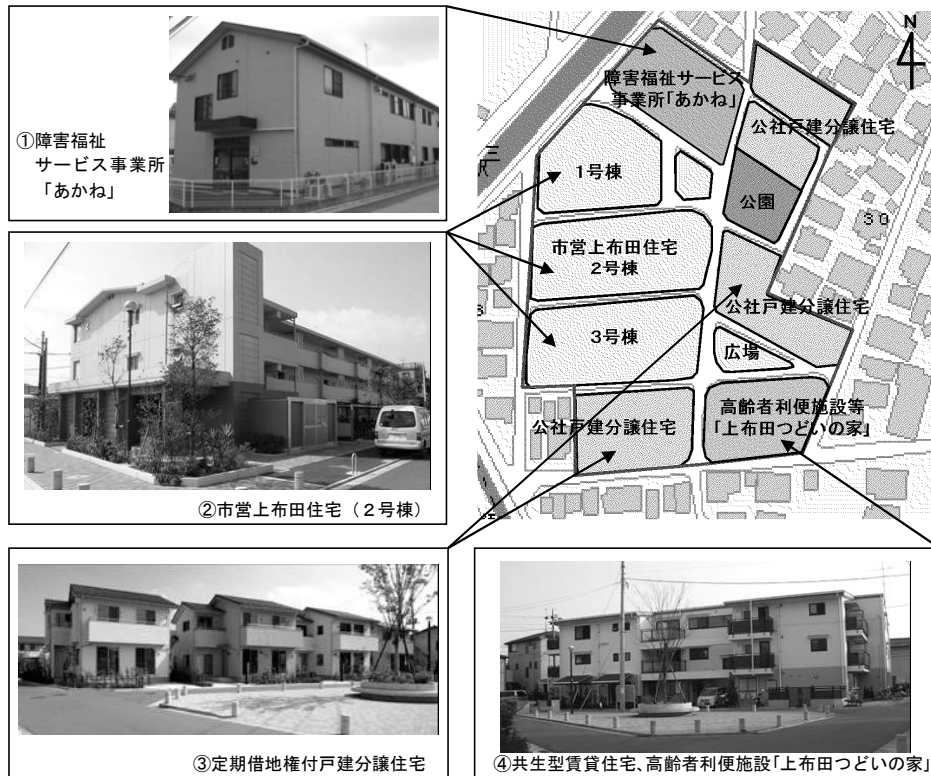 ①障害福祉
サービス事業所
「あかね」
②市営上布田住宅（２号棟）
③定期借地権付戸建分譲住宅
④共生型賃貸住宅、高齢者利便施設「上布田つどいの家」
N
障害福祉サービス
事業所「あかね」
公社戸建分譲住宅
1号棟
公園
30
市営上布田住宅
2号棟
公社戸建分譲住宅
3号棟
広場
公社戸建分譲住宅
高齢者利便施設等
「上布田つどいの家」